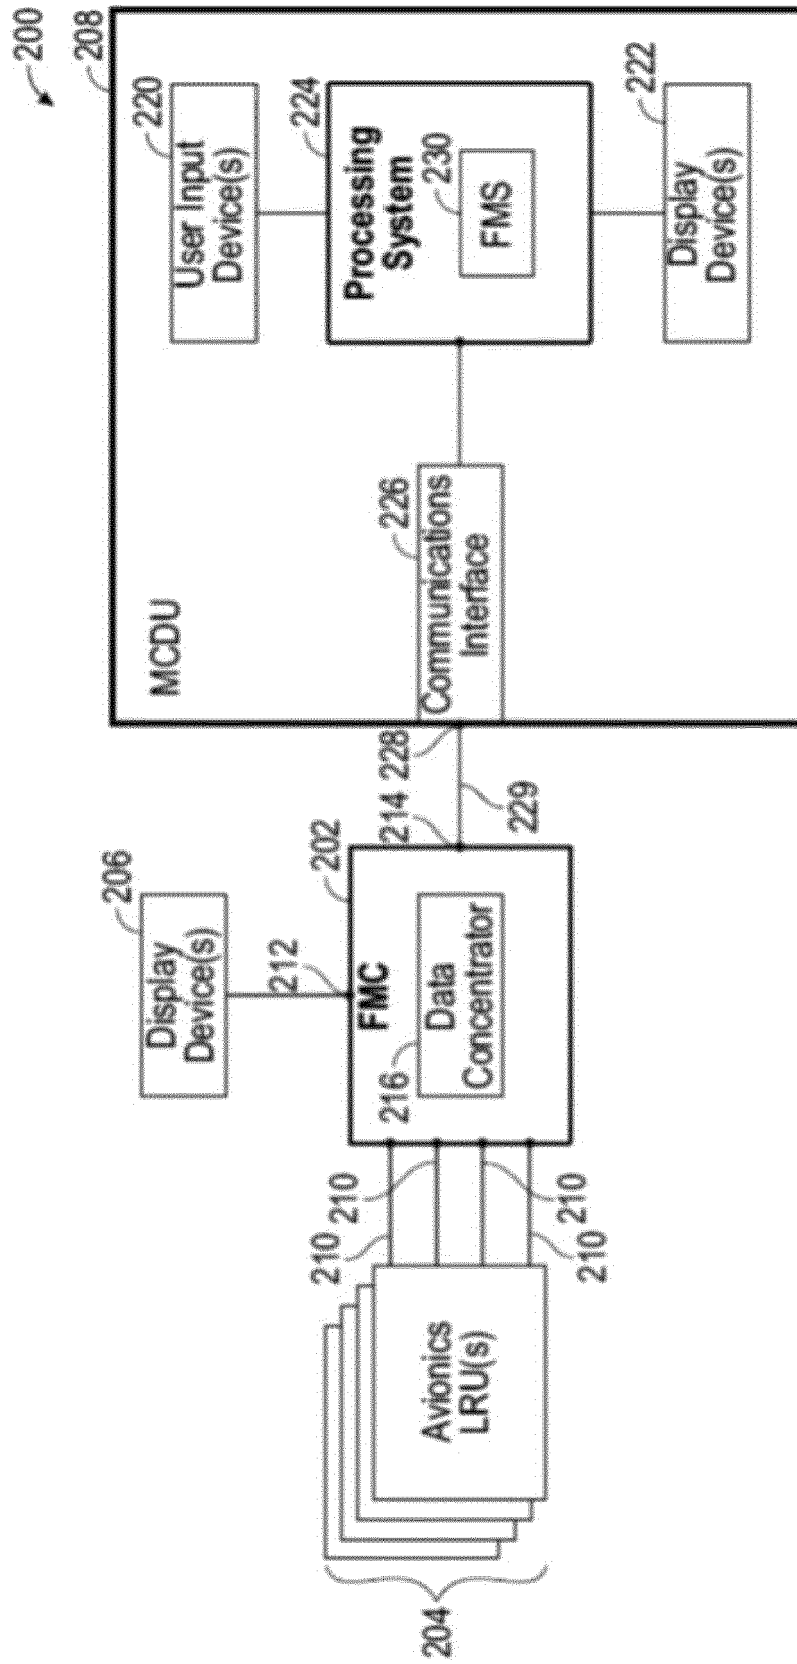 200
208
220
User Input
Device(s)
224
Processing
System
230
FMS
222
Display
Device(s)
226
Communications
Interface
MCDU
228
229
214
206
Display
Device(s)
212
202
FMC
216
Data
Concentrator
210
210
210
210
Avionics
LRU(s)
204